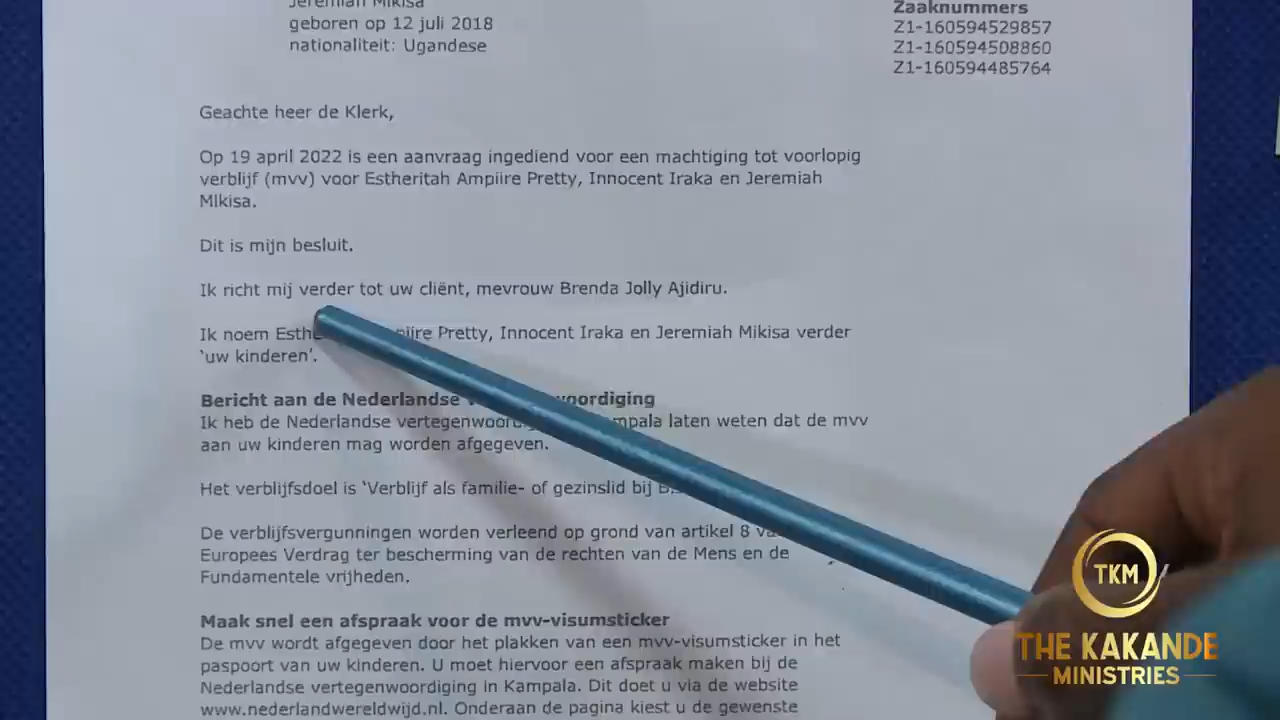 Jeremiah Mikisa
geboren op 12 juli 2018
nationaliteit: Ugandese
Zaaknummers
Z1-160594529857
Z1-160594508860
Z1-160594485764
Geachte heer de Klerk,
Op 19 april 2022 is een aanvraag ingediend voor een machtiging tot voorlopig
verblijf (mvv) voor Estheritah Ampiire Pretty, Innocent Iraka en Jeremiah
Mikisa.
Dit is mijn besluit.
Ik richt mij verder tot uw cliënt, mevrouw Brenda Jolly Ajidiru.
Ik noem Pretty, Innocent Iraka en Jeremiah Mikisa verder
‘uw kinderen’.
Bericht aan de Nederlandse
Ik heb de Nederlandse laten weten dat de mvv
aan uw kinderen mag worden afgegeven.
Het verblijfsdoel is ‘Verblijf als familie- of gezinslid bij
De verblijfsvergunningen worden verleend op grond van artikel 8
Europees Verdrag ter bescherming van de rechten van de Mens en de
Fundamentele vrijheden.
Maak snel een afspraak voor de mvv-visumsticker
De mvv wordt afgegeven door het plakken van een mvv-visumsticker in het
paspoort van uw kinderen. U moet hiervoor een afspraak maken bij de
Nederlandse vertegenwoordiging in Kampala. Dit doet u via de website
www.nederlandwereldwijd.nl. Onderaan de pagina kiest u de gewenste
TKM
THE KAKANDE
MINISTRIES